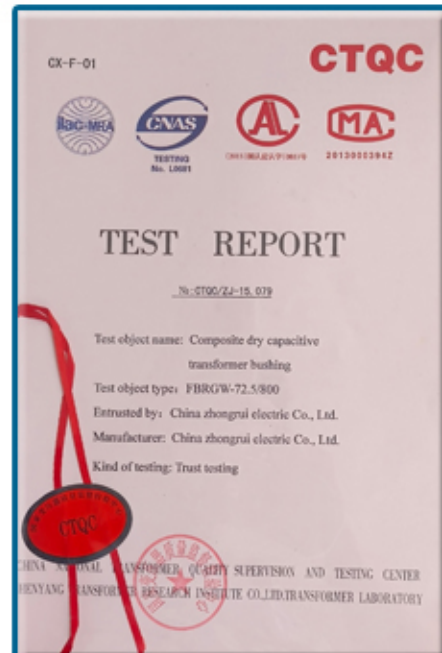 CTQC
GX-F-01
ilac-MRA
CNAS
TESTING
No. L0681
AL
MA
2013000394Z
TEST REPORT
№:CTQC/ZJ-15.079
Test object name: Composite dry capacitive
transformer bushing
Test object type: FBRGW-72.5/800
Entrusted by: China zhongrui electric Co., Ltd.
Manufacturer: China zhongrui electric Co., Ltd.
Kind of testing: Trust testing
CTQC
CHINA NATIONAL TRANSFORMER QUALITY SUPERVISION AND TESTING CENTER
SHENYANG TRANSFORMER RESEARCH INSTITUTE CO.,LTD.TRANSFORMER LABORATORY